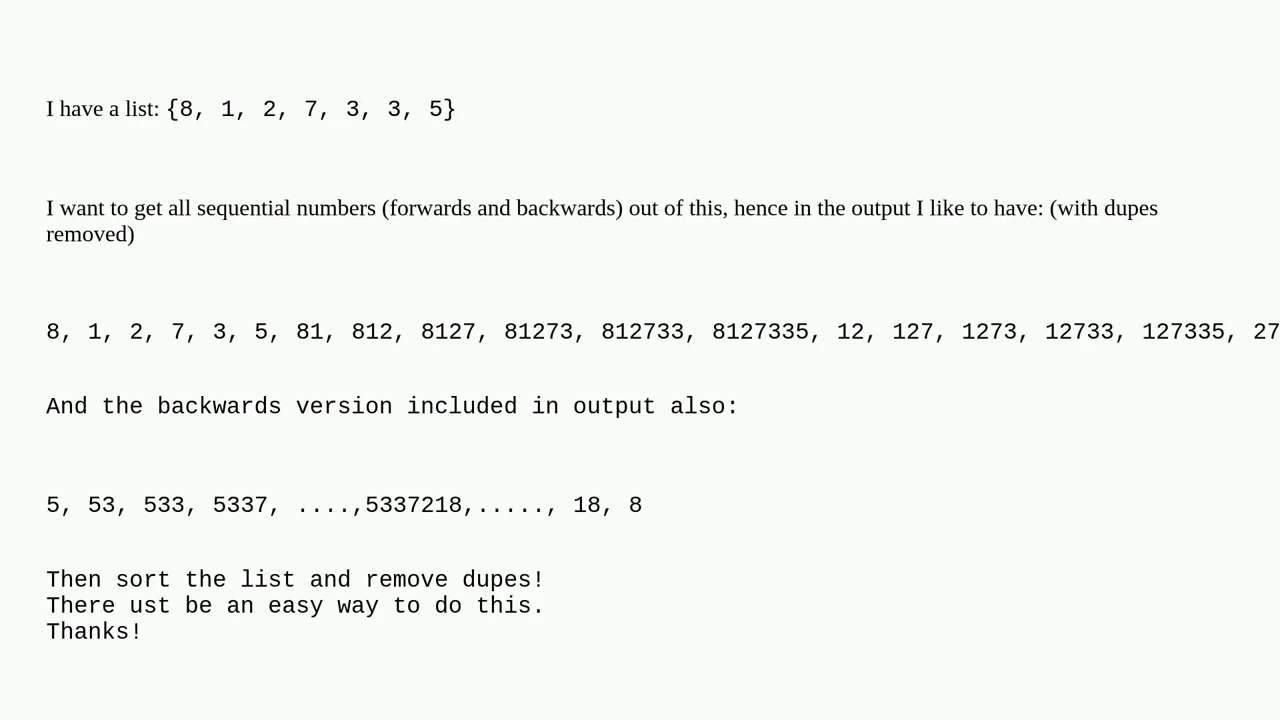 I have a list: {8, 1, 2, 7, 3, 3, 5}
I want to get all sequential numbers (forwards and backwards) out of this, hence in the output I like to have: (with dupes
removed)
8, 1, 2, 7, 3, 5, 81, 812, 8127, 81273, 812733, 8127335, 12, 127, 1273, 12733, 127335, 27
And the backwards version included in output also:
5, 53, 533, 5337, ....,5337218,....., 18, 8
Then sort the list and remove dupes!
There ust be an easy way to do this.
Thanks!